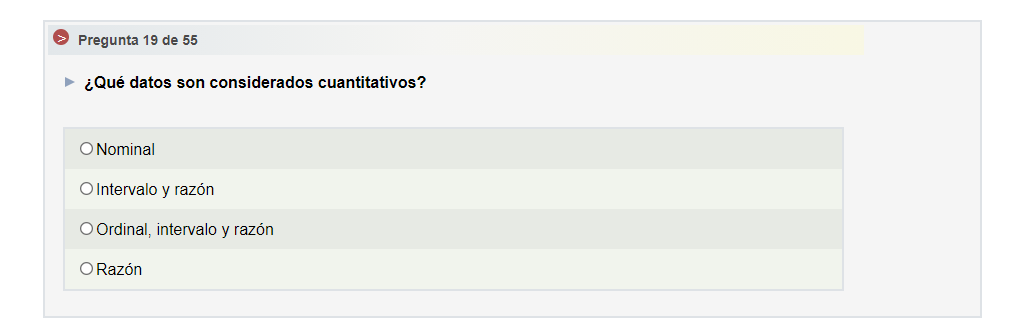 Pregunta 19 de 55
¿Qué datos son considerados cuantitativos?
Nominal
Intervalo y razón
Ordinal, intervalo y razón
Razón